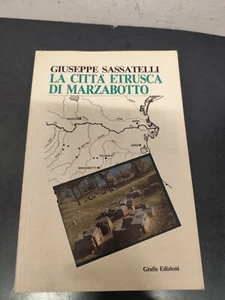 GIUSEPPE SASSATELLI
LA CITTÀ ETRUSCA
DI MARZABOTTO
Grafis Edizioni